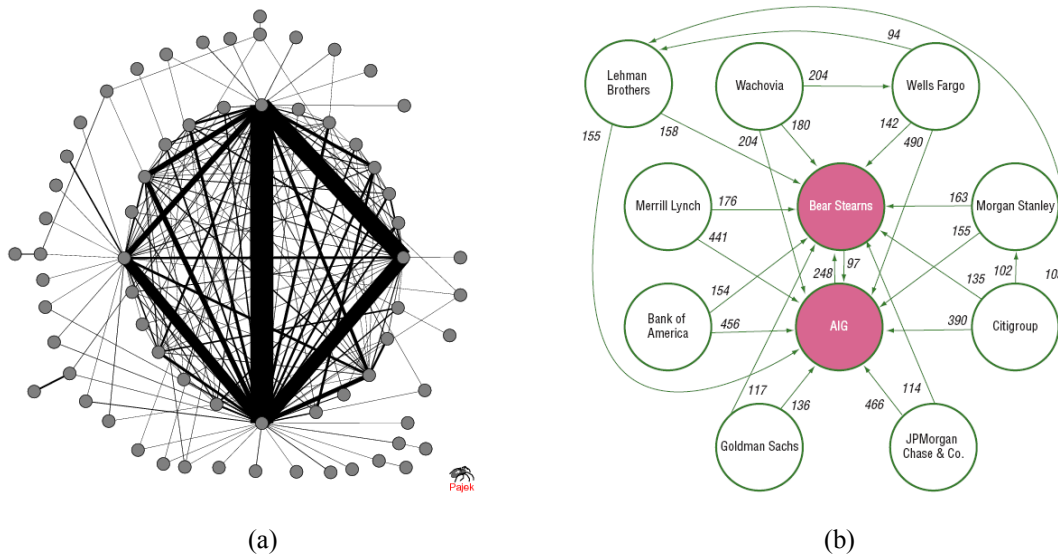 94
Lehman
Brothers
Wachovia
204
Wells Fargo
155
158
204
180
142
490
Merrill Lynch
176
Bear Stearns
163
Morgan Stanley
441
155
248
97
102
135
154
Bank of
America
456
AIG
390
Citigroup
117
136
466
114
Goldman Sachs
JPMorgan
Chase & Co.
Pajek
(a)
(b)